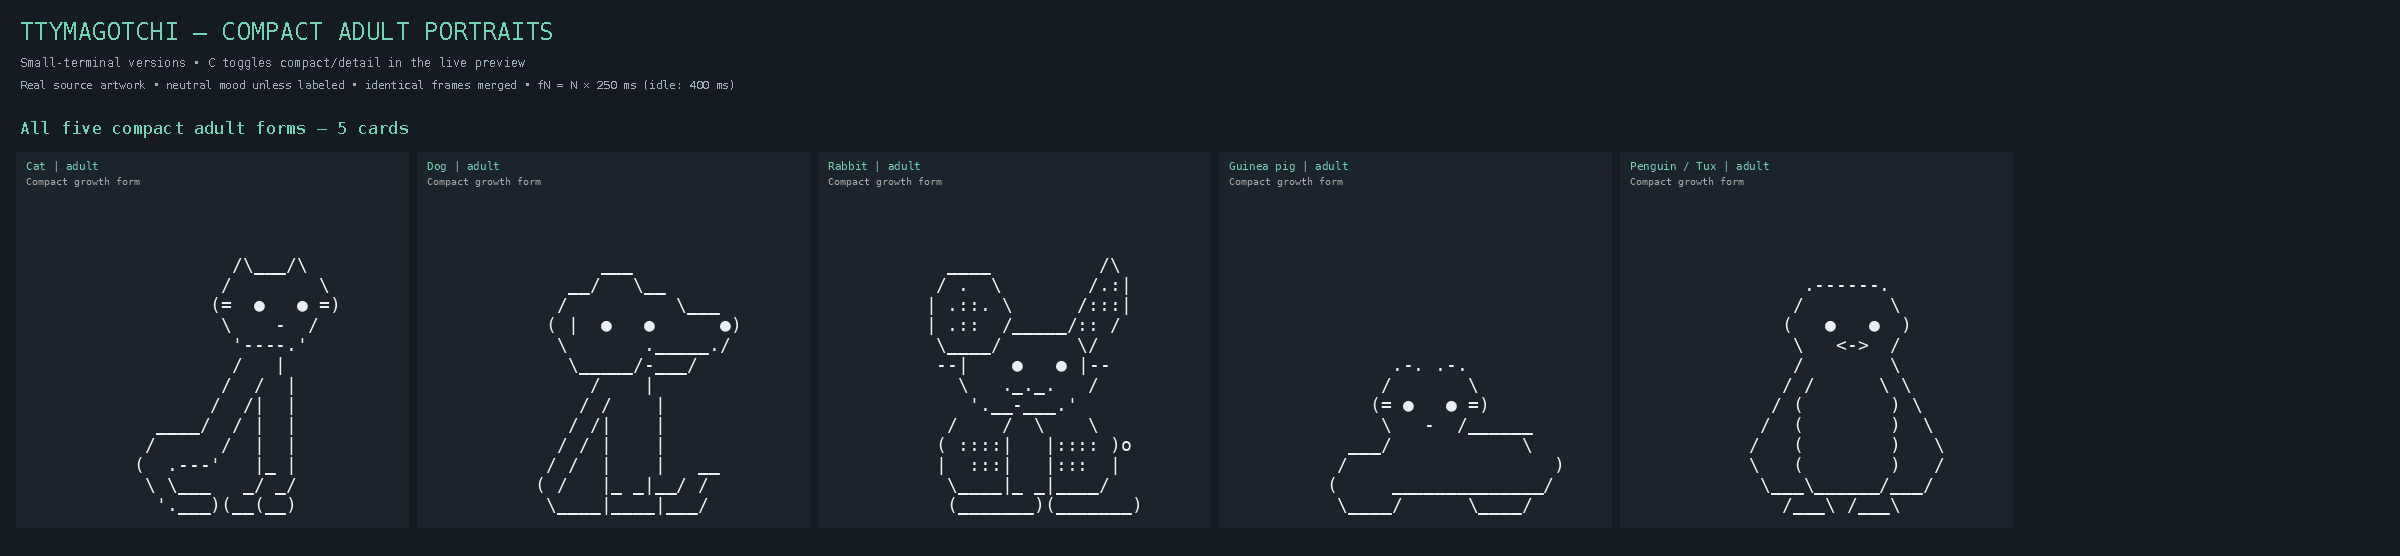 TTYMAGOTCHI — COMPACT ADULT PORTRAITS
Small-terminal versions • C toggles compact/detail in the live preview
Real source artwork • neutral mood unless labeled • identical frames merged • fN = N × 250 ms (idle: 400 ms)
All five compact adult forms — 5 cards
Cat | adult
Compact growth form
Dog | adult
Compact growth form
Rabbit | adult
Compact growth form
Guinea pig | adult
Compact growth form
Penguin / Tux | adult
Compact growth form